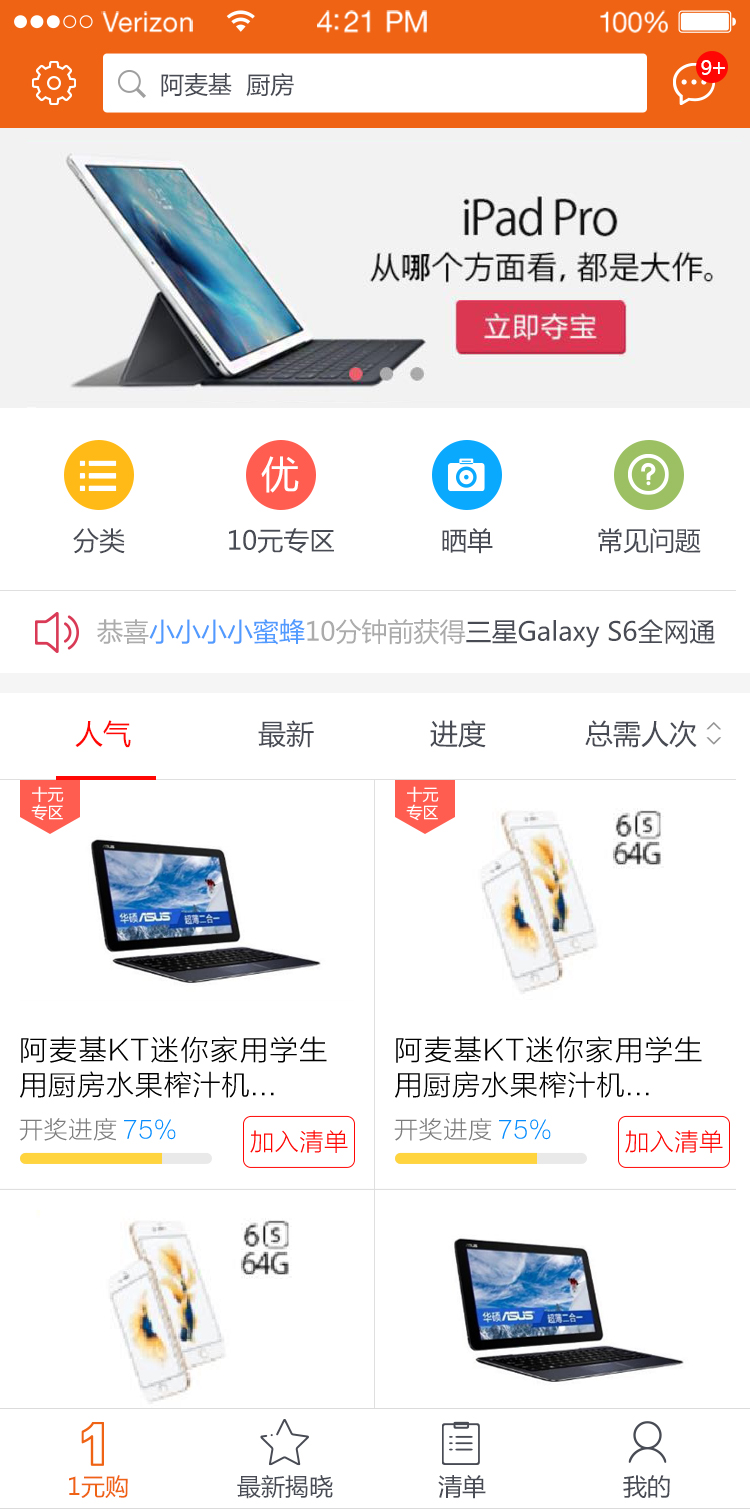 Verizon 4:21 PM 100%
阿麦基 厨房
9+
iPad Pro
从哪个方面看，都是大作。
立即夺宝
优
分类 10元专区 晒单 常见问题
恭喜小小小小蜜蜂10分钟前获得三星Galaxy S6全网通
人气 最新 进度 总需人次
十元
专区
华硕 ASUS 超薄二合一
阿麦基KT迷你家用学生
用厨房水果榨汁机...
开奖进度 75%
加入清单
十元
专区
6S
64G
阿麦基KT迷你家用学生
用厨房水果榨汁机...
开奖进度 75%
加入清单
6S
64G
华硕 ASUS 超薄二合一
1
1元购 最新揭晓 清单 我的